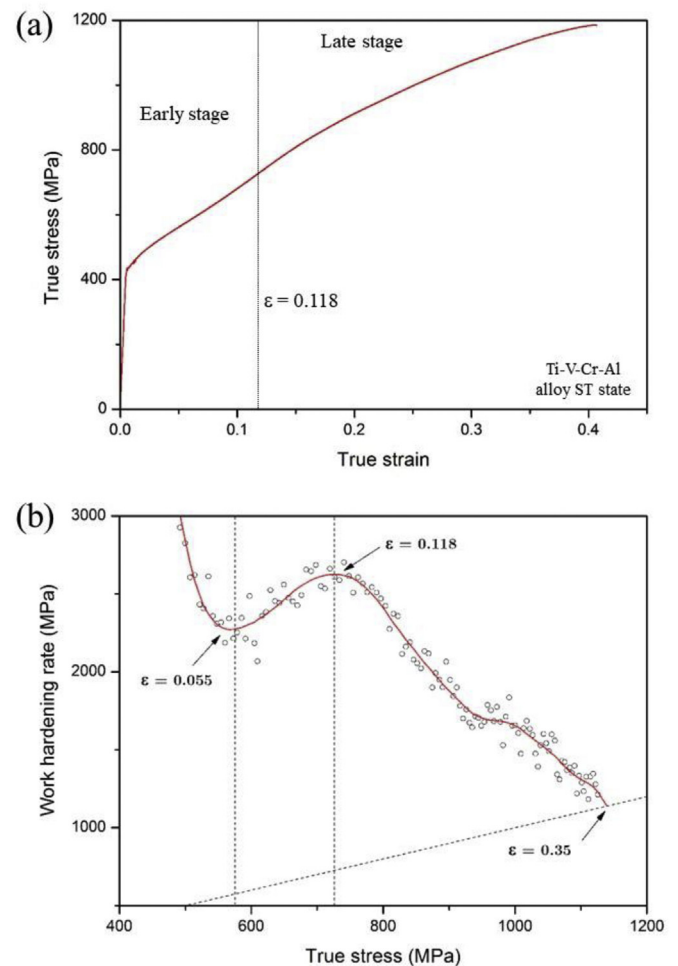 (a)
1200
Late stage
Early stage
800
True stress (MPa)
400
ε = 0.118
Ti-V-Cr-Al
alloy ST state
0
0.0
0.1
0.2
0.3
0.4
True strain
(b)
3000
ε = 0.118
Work hardening rate (MPa)
2000
ε = 0.055
1000
ε = 0.35
400
600
800
1000
1200
True stress (MPa)